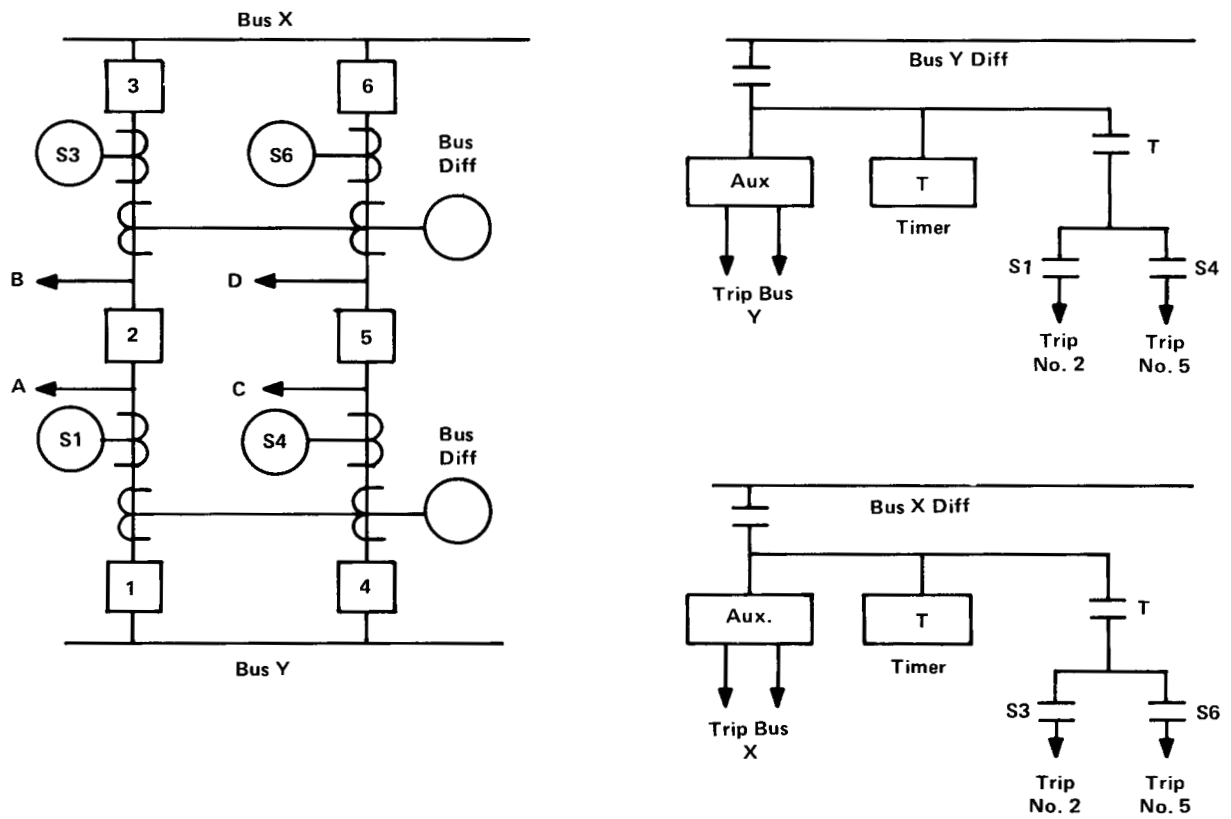 Bus X
3
6
S3
S6
Bus
Diff
B
D
2
5
A
C
S1
S4
Bus
Diff
1
4
Bus Y
Bus Y Diff
Aux
T
T
Timer
Trip Bus
Y
S1
S4
Trip
No. 2
Trip
No. 5
Bus X Diff
Aux.
T
T
Timer
Trip Bus
X
S3
S6
Trip
No. 2
Trip
No. 5